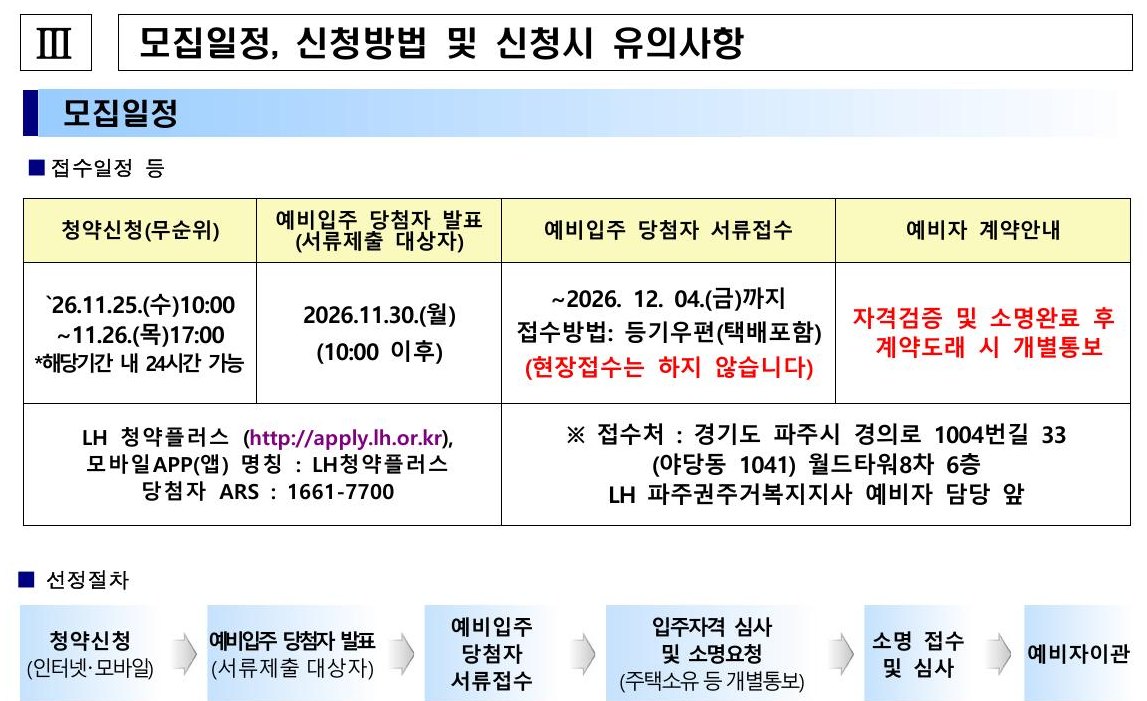 Ⅲ 모집일정, 신청방법 및 신청시 유의사항
모집일정
■ 접수일정 등
청약신청(무순위)
예비입주 당첨자 발표
(서류제출 대상자)
예비입주 당첨자 서류접수
예비자 계약안내
`26.11.25.(수)10:00
~11.26.(목)17:00
*해당기간 내 24시간 가능
2026.11.30.(월)
(10:00 이후)
~2026. 12. 04.(금)까지
접수방법: 등기우편(택배포함)
(현장접수는 하지 않습니다)
자격검증 및 소명완료 후
계약도래 시 개별통보
LH 청약플러스 (http://apply.lh.or.kr),
모바일APP(앱) 명칭 : LH청약플러스
당첨자 ARS : 1661-7700
※ 접수처 : 경기도 파주시 경의로 1004번길 33
(야당동 1041) 월드타워8차 6층
LH 파주권주거복지지사 예비자 담당 앞
■ 선정절차
청약신청
(인터넷·모바일)
예비입주 당첨자 발표
(서류제출 대상자)
예비입주
당첨자
서류접수
입주자격 심사
및 소명요청
(주택소유 등 개별통보)
소명 접수
및 심사
예비자이관